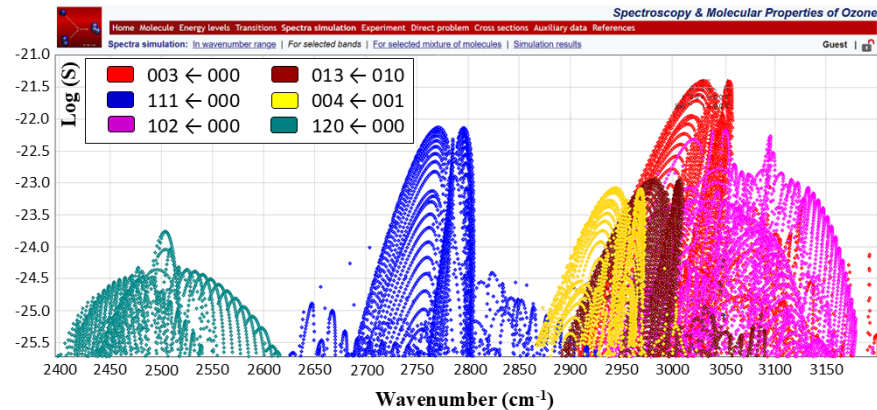 Spectroscopy & Molecular Properties of Ozone
Home Molecule Energy levels Transitions Spectra simulation Experiment Direct problem Cross sections Auxiliary data References
Spectra simulation: In wavenumber range | For selected bands | For selected mixture of molecules | Simulation results Guest |
-21.0
-21.5
-22.0
-22.5
-23.0
-23.5
-24.0
-24.5
-25.0
-25.5
Log (S)
003 ← 000 013 ← 010
111 ← 000 004 ← 001
102 ← 000 120 ← 000
2400 2450 2500 2550 2600 2650 2700 2750 2800 2850 2900 2950 3000 3050 3100 3150
Wavenumber (cm⁻¹)